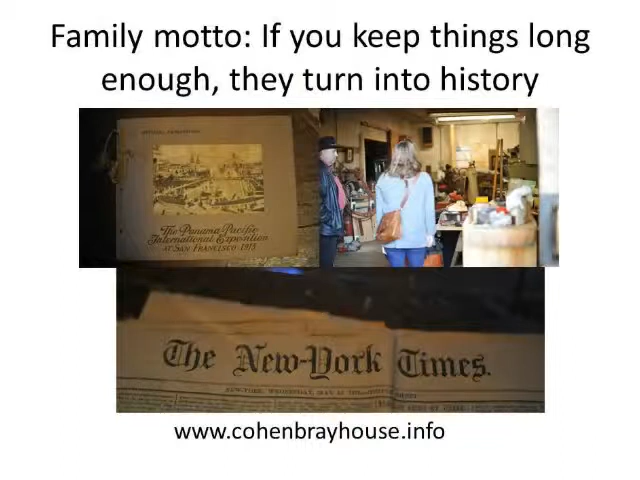 Family motto: If you keep things long
enough, they turn into history
The Panama-Pacific
International Exposition
AT SAN FRANCISCO 1915
The New-York Times.
www.cohenbrayhouse.info